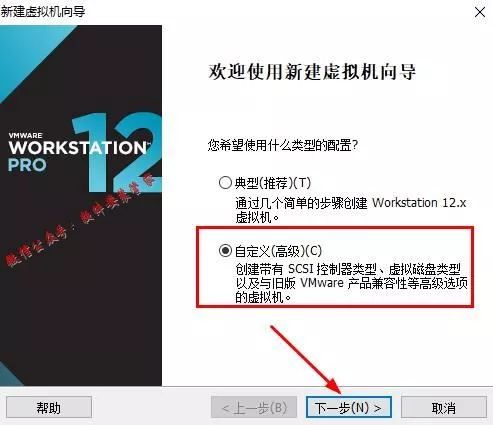 新建虚拟机向导
VMWARE
WORKSTATION
PRO
12
微信公众号：软件安装管家
欢迎使用新建虚拟机向导
您希望使用什么类型的配置?
典型(推荐)(T)
通过几个简单的步骤创建 Workstation 12.x
虚拟机。
自定义(高级)(C)
创建带有 SCSI 控制器类型、虚拟磁盘类型
以及与旧版 VMware 产品兼容性等高级选项
的虚拟机。
帮助
< 上一步(B)
下一步(N) >
取消